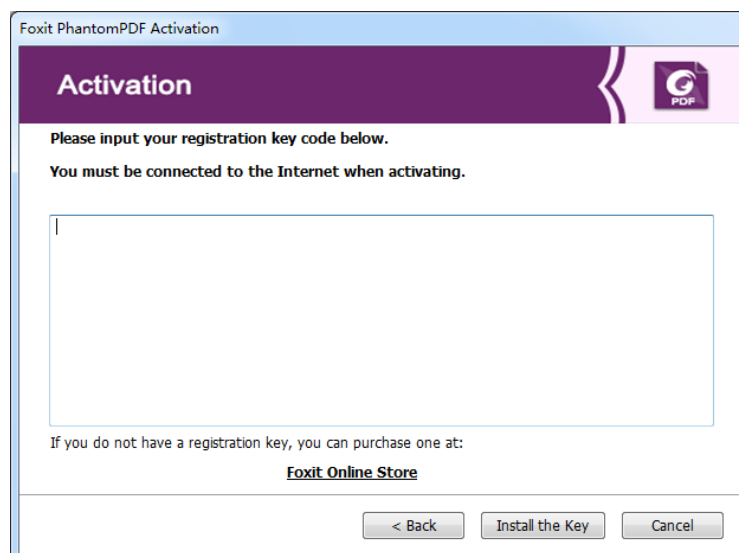 Foxit PhantomPDF Activation
Activation
PDF
Please input your registration key code below.
You must be connected to the Internet when activating.
If you do not have a registration key, you can purchase one at:
Foxit Online Store
< Back
Install the Key
Cancel